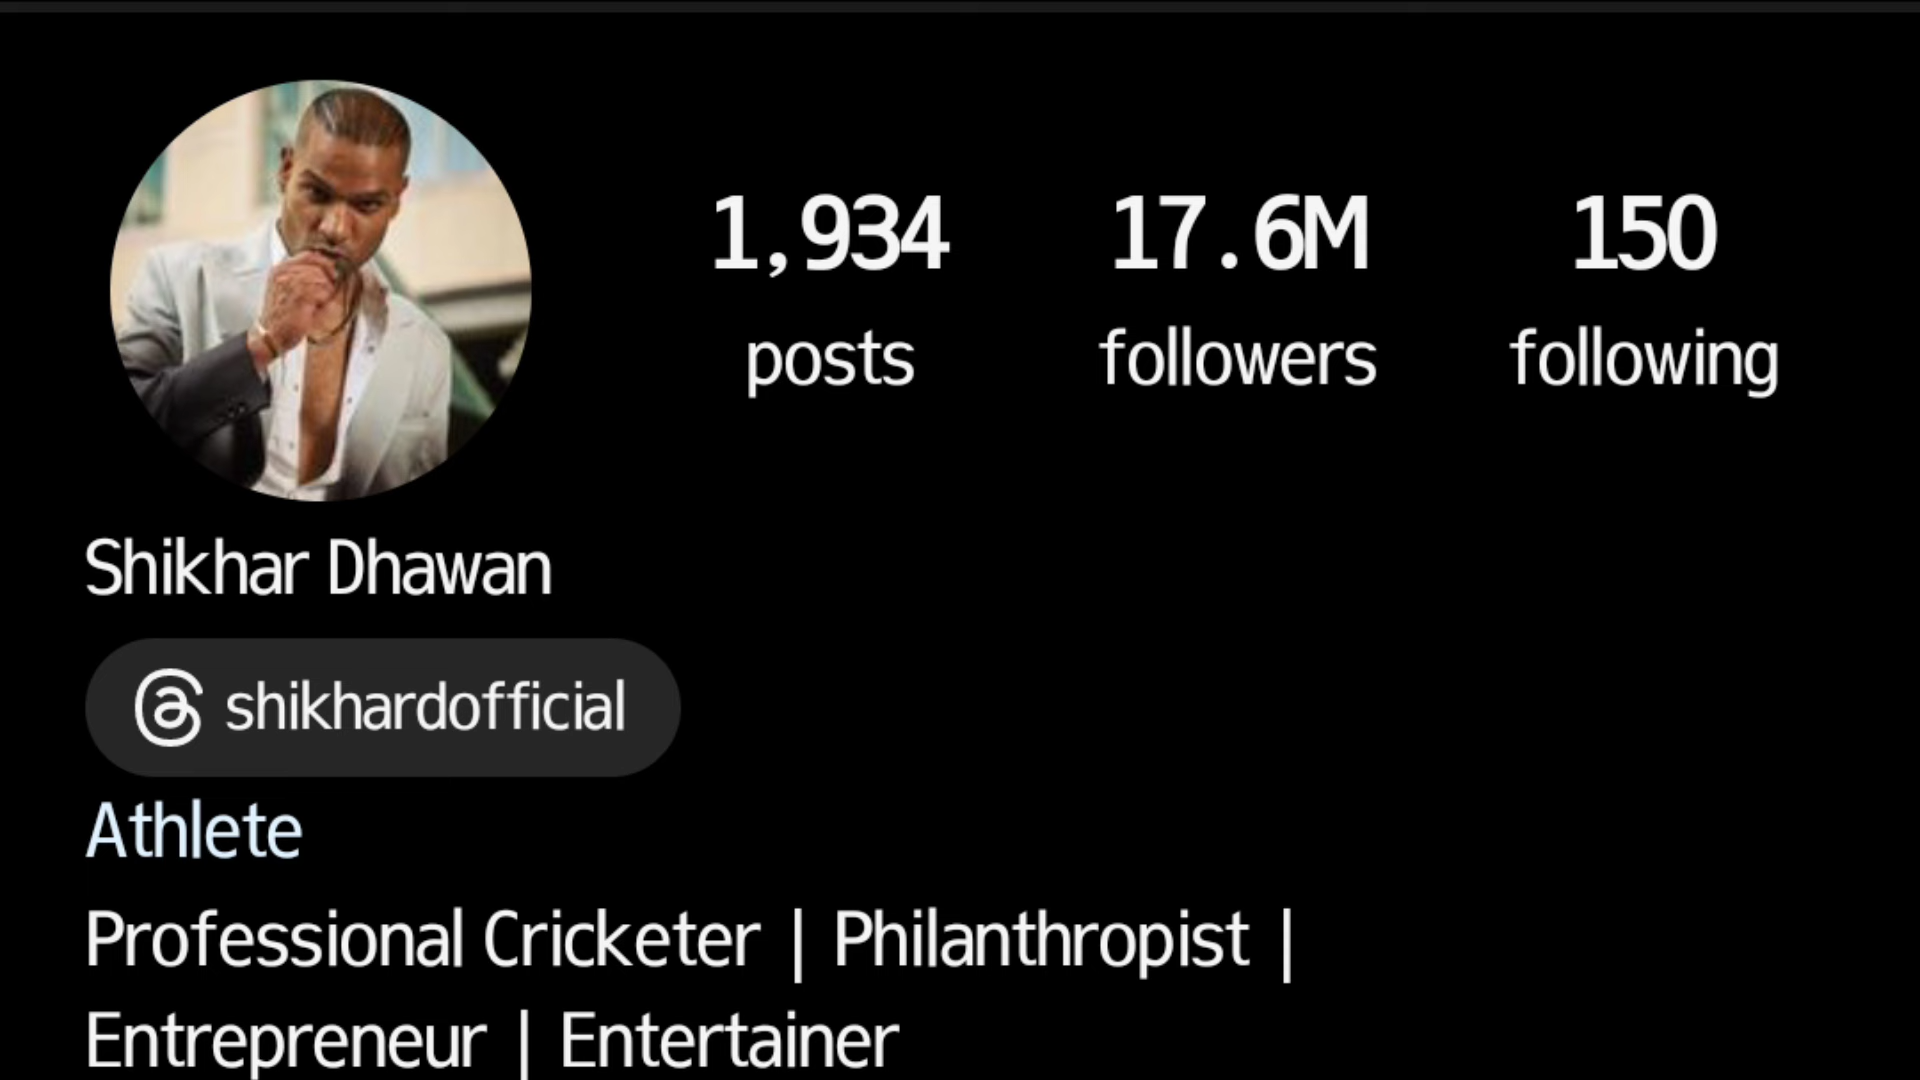 1,934 17.6M 150
posts followers following
Shikhar Dhawan
shikhardofficial
Athlete
Professional Cricketer | Philanthropist |
Entrepreneur | Entertainer